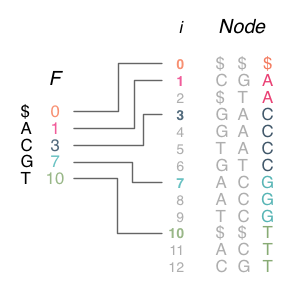 i Node
0 $ $ $
F
1 C G A
2 $ T A
$ 0
3 G A C
A 1
4 G A C
C 3
5 T A C
G 7
6 G T C
T 10
7 A C G
8 A C G
9 T C G
10 $ $ T
11 A C T
12 C G T